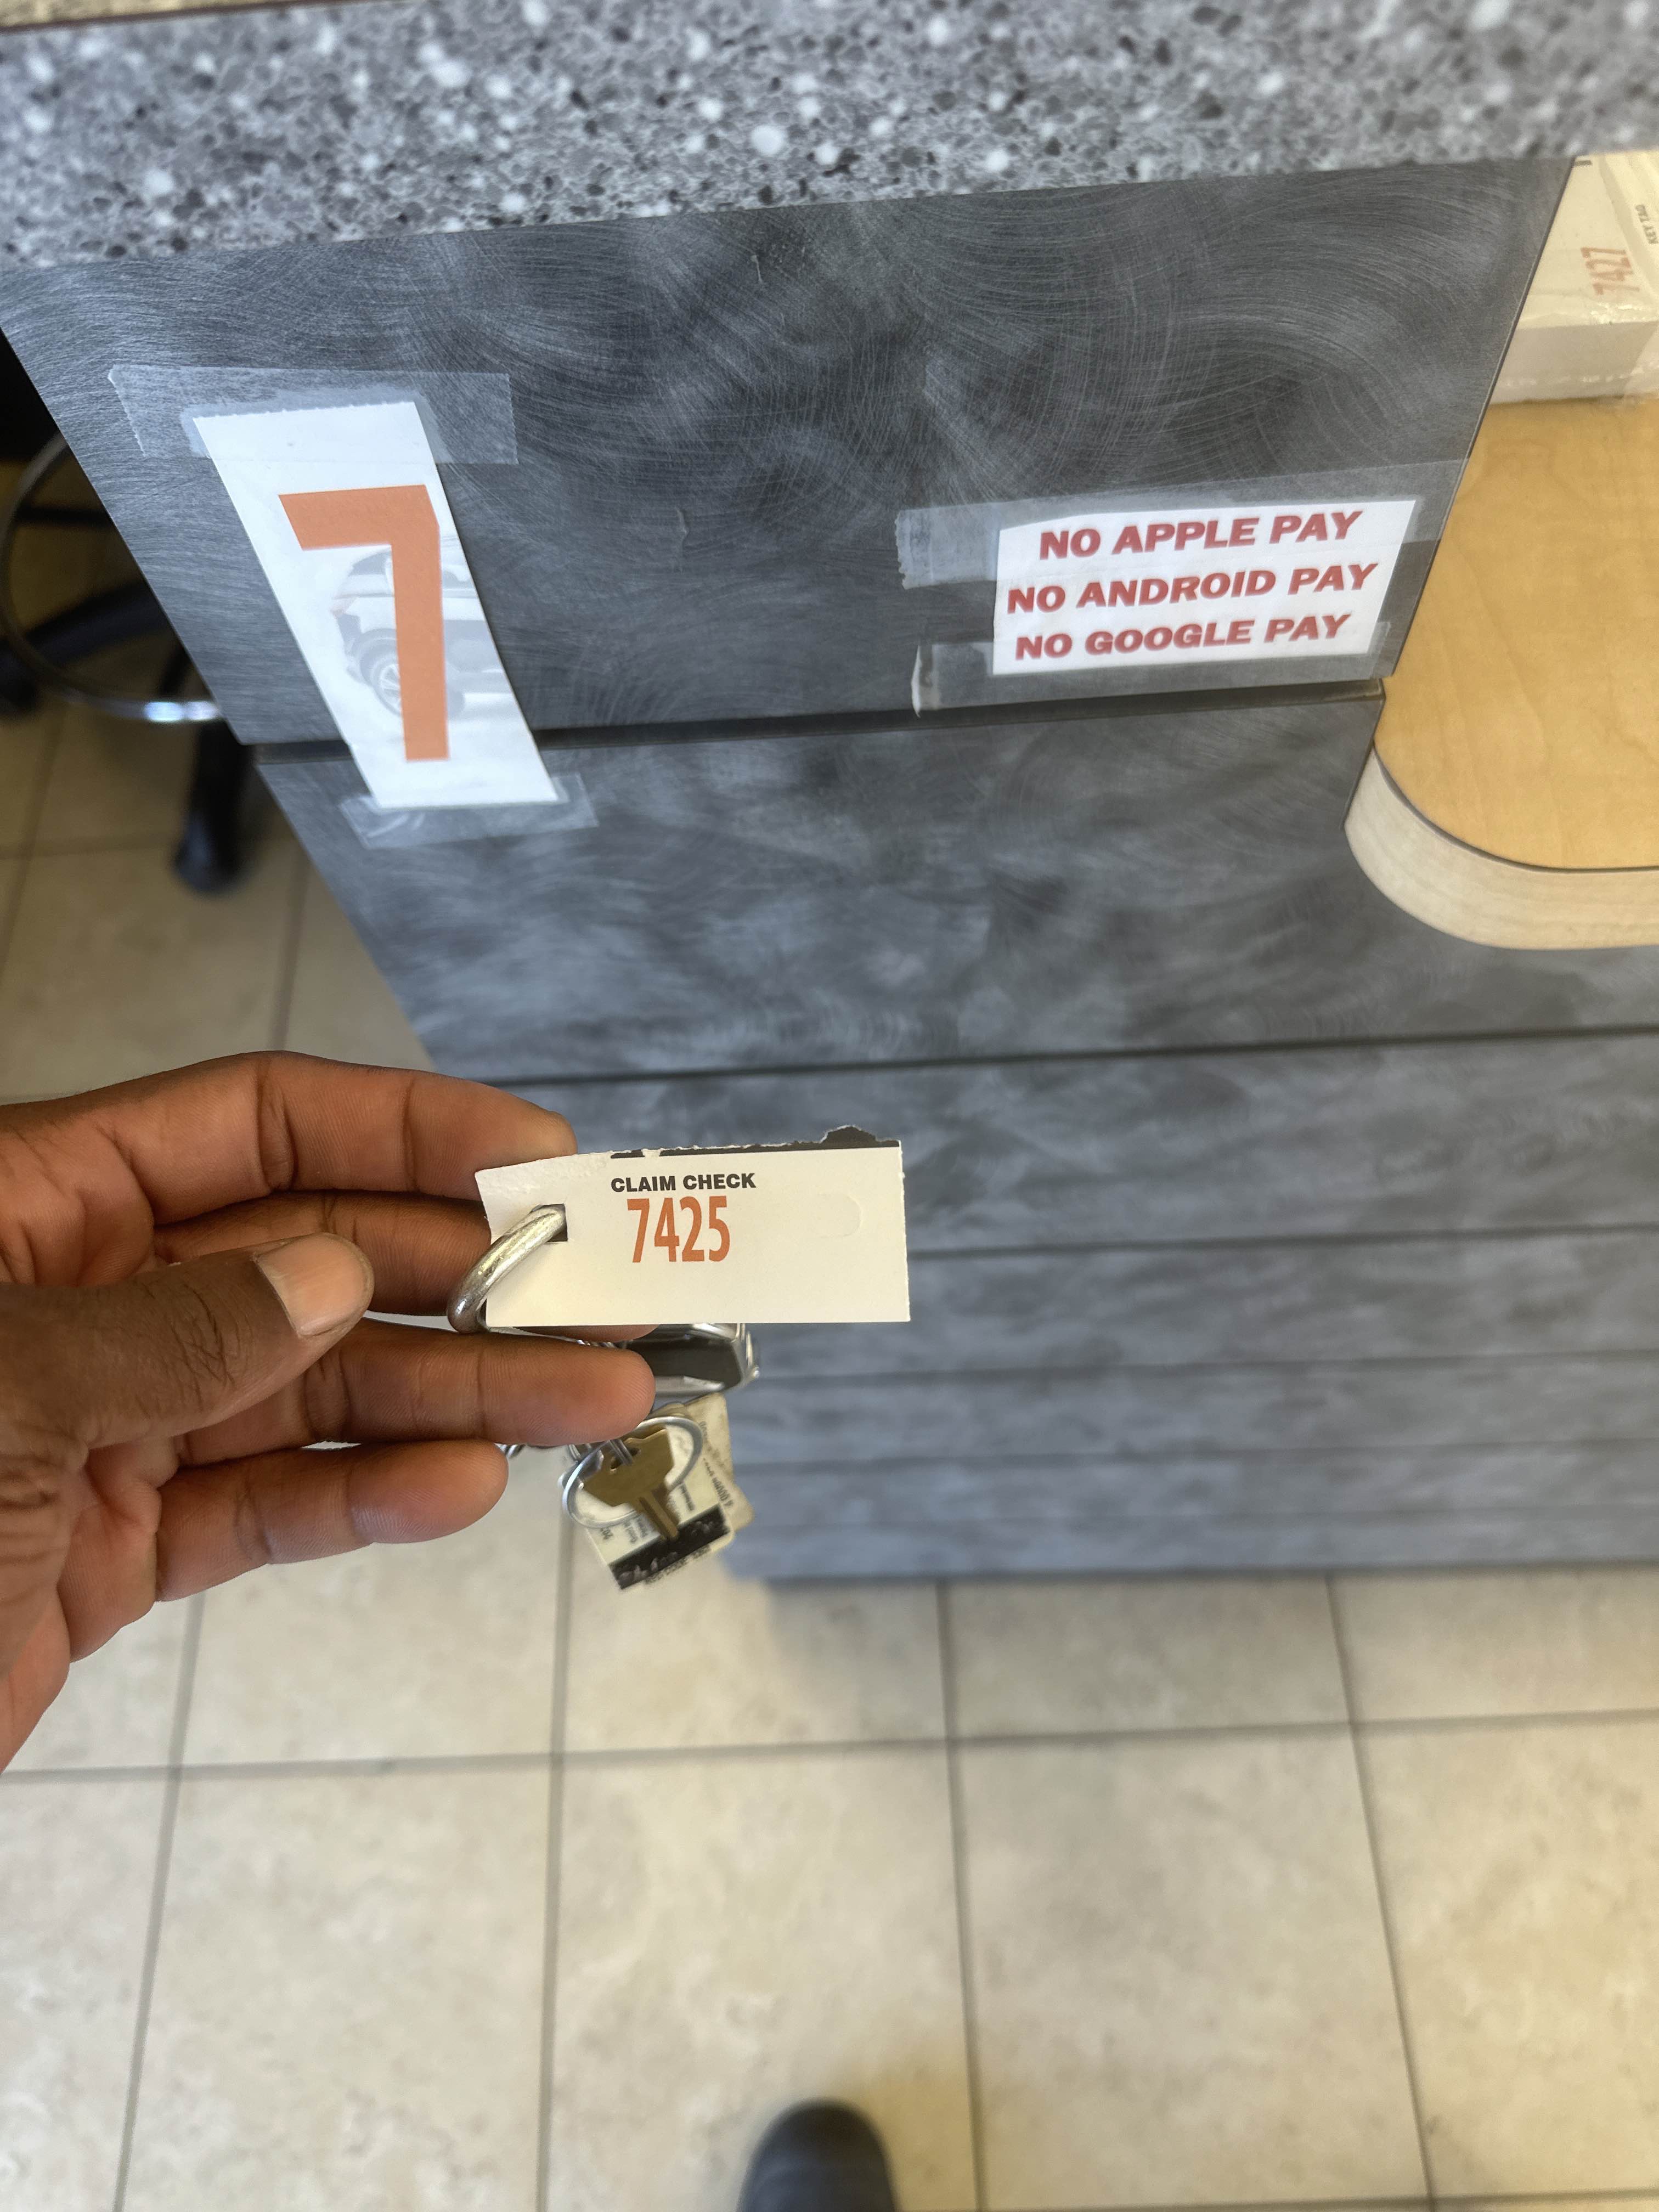 7427
KEY TAG
7
NO APPLE PAY
NO ANDROID PAY
NO GOOGLE PAY
CLAIM CHECK
7425